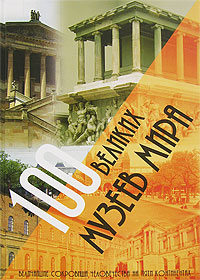 100
ВЕЛИКИХ
МУЗЕЕВ МИРА
ВЕЛИЧАЙШИЕ СОКРОВИЩА ЧЕЛОВЕЧЕСТВА НА ПЯТИ КОНТИНЕНТАХ